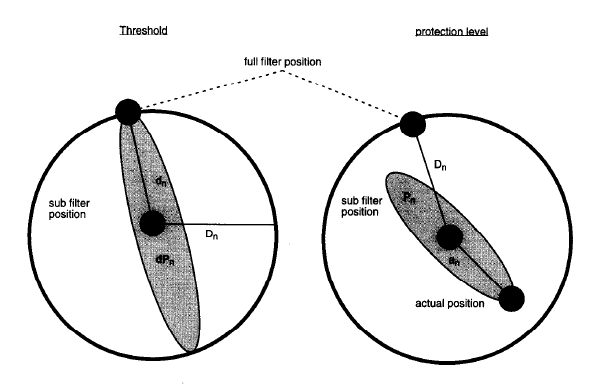 Threshold
protection level
full filter position
dn
sub filter
position
Dn
dPn
Dn
Pn
sub filter
position
an
actual position